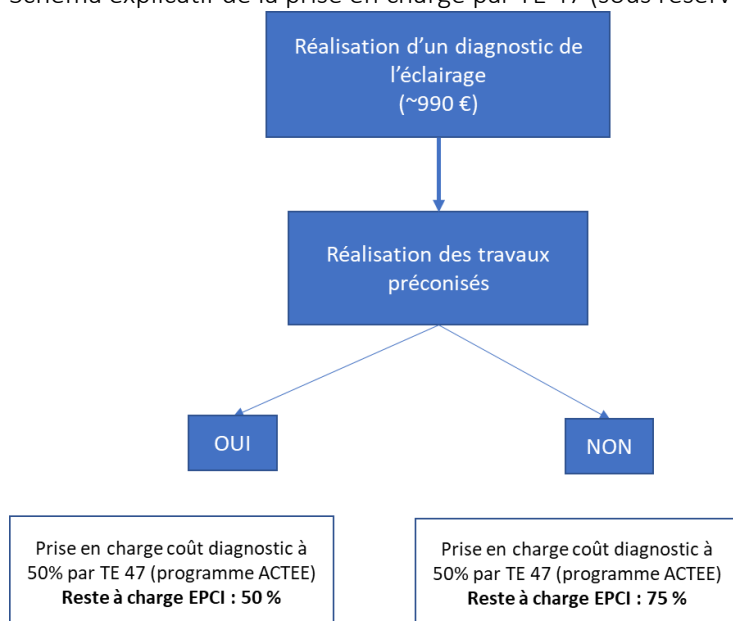 Schéma explicatif de la prise en charge par TE 47 (sous réserv
Réalisation d’un diagnostic de
l’éclairage
(~990 €)
Réalisation des travaux
préconisés
OUI
NON
Prise en charge coût diagnostic à
50% par TE 47 (programme ACTEE)
Reste à charge EPCI : 50 %
Prise en charge coût diagnostic à
50% par TE 47 (programme ACTEE)
Reste à charge EPCI : 75 %